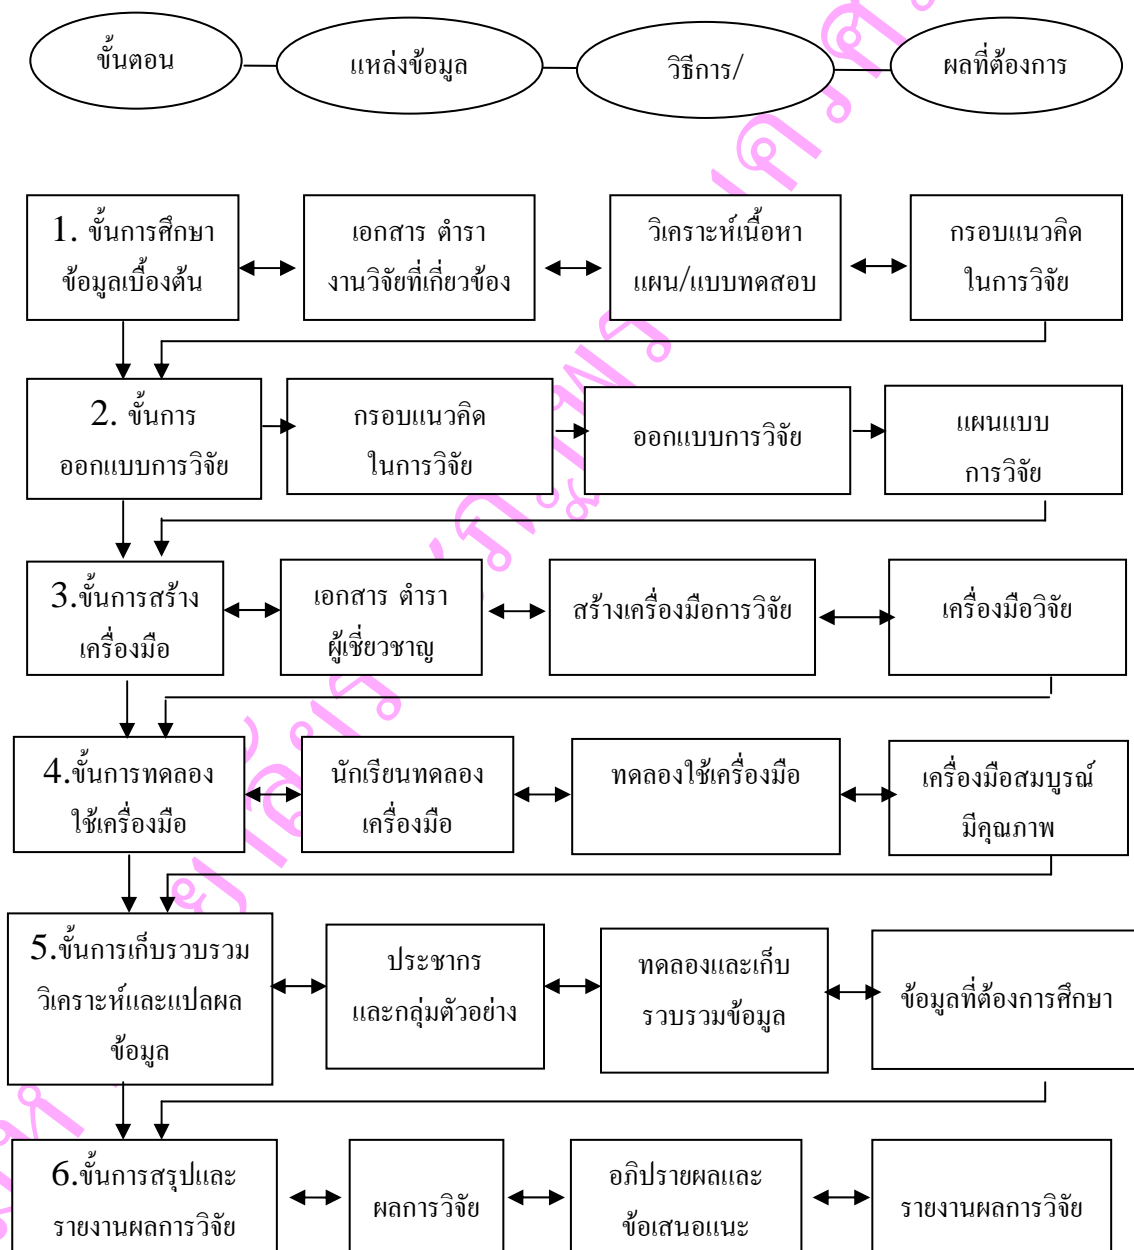 ขั้นตอน
แหล่งข้อมูล
วิธีการ/
ผลที่ต้องการ
1. ขั้นการศึกษา
ข้อมูลเบื้องต้น
เอกสาร ตำรา
งานวิจัยที่เกี่ยวข้อง
วิเคราะห์เนื้อหา
แผน/แบบทดสอบ
กรอบแนวคิด
ในการวิจัย
2. ขั้นการ
ออกแบบการวิจัย
กรอบแนวคิด
ในการวิจัย
ออกแบบการวิจัย
แผนแบบ
การวิจัย
3.ขั้นการสร้าง
เครื่องมือ
เอกสาร ตำรา
ผู้เชี่ยวชาญ
สร้างเครื่องมือการวิจัย
เครื่องมือวิจัย
4.ขั้นการทดลอง
ใช้เครื่องมือ
นักเรียนทดลอง
เครื่องมือ
ทดลองใช้เครื่องมือ
เครื่องมือสมบูรณ์
มีคุณภาพ
5.ขั้นการเก็บรวบรวม
วิเคราะห์และแปลผล
ข้อมูล
ประชากร
และกลุ่มตัวอย่าง
ทดลองและเก็บ
รวบรวมข้อมูล
ข้อมูลที่ต้องการศึกษา
6.ขั้นการสรุปและ
รายงานผลการวิจัย
ผลการวิจัย
อภิปรายผลและ
ข้อเสนอแนะ
รายงานผลการวิจัย